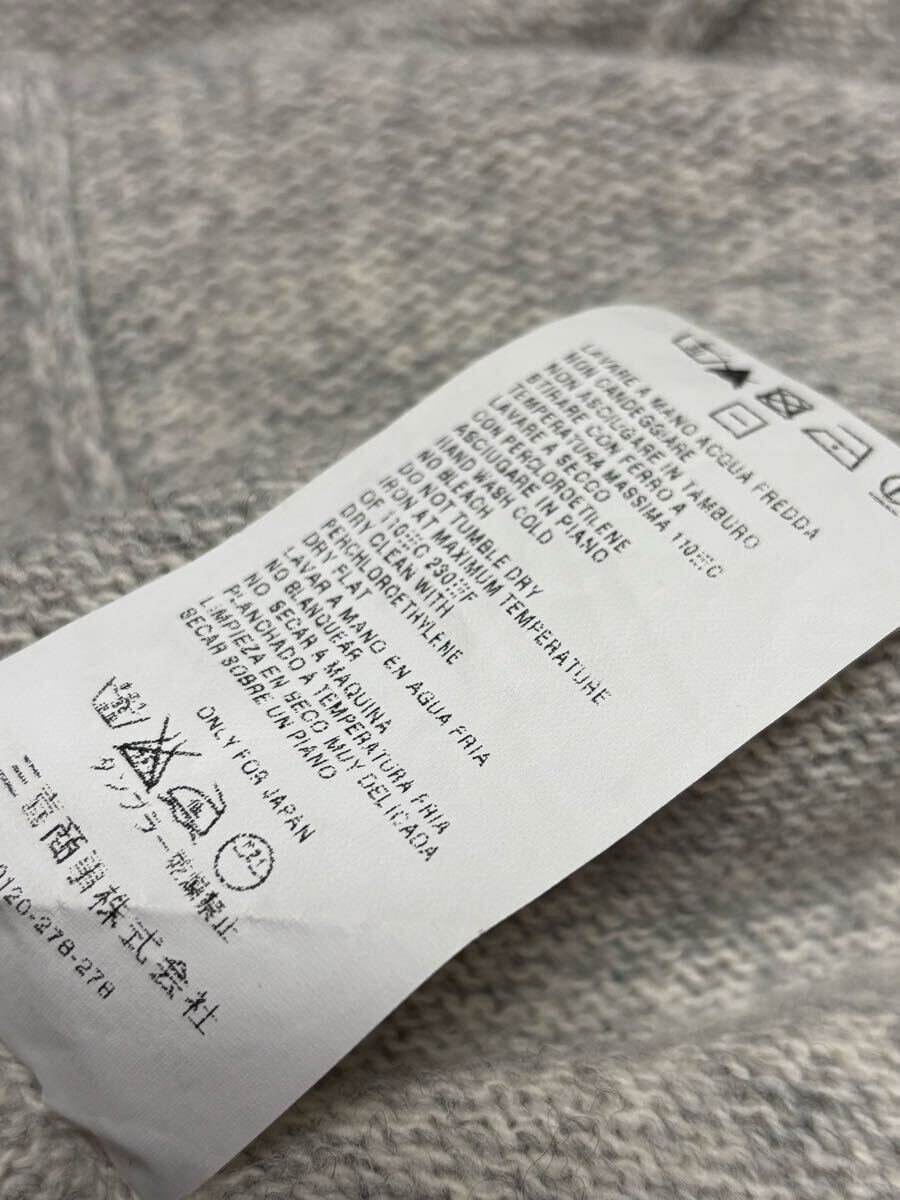 LAVARE A MANO ACQUA FREDDA
NON CANDEGGIARE
NON ASCIUGARE IN TAMBURO
STIRARE CON FERRO A
TEMPERATURA MASSIMA 110°C
LAVARE A SECCO
CON PERCLOROETILENE
ASCIUGARE IN PIANO
HAND WASH COLD
NO BLEACH
DO NOT TUMBLE DRY
IRON AT MAXIMUM TEMPERATURE
OF 110°C 230°F
DRY CLEAN WITH
PERCHLOROETHYLENE
DRY FLAT
LAVAR A MANO EN AGUA FRIA
NO BLANQUEAR
NO SECAR A MAQUINA
PLANCHADO A TEMPERATURA FRIA
LIMPIEZA EN SECO MUY DELICADA
SECAR SOBRE UN PIANO
ONLY FOR JAPAN
タンブラー乾燥禁止
三喜商事株式会社
0120-278-278